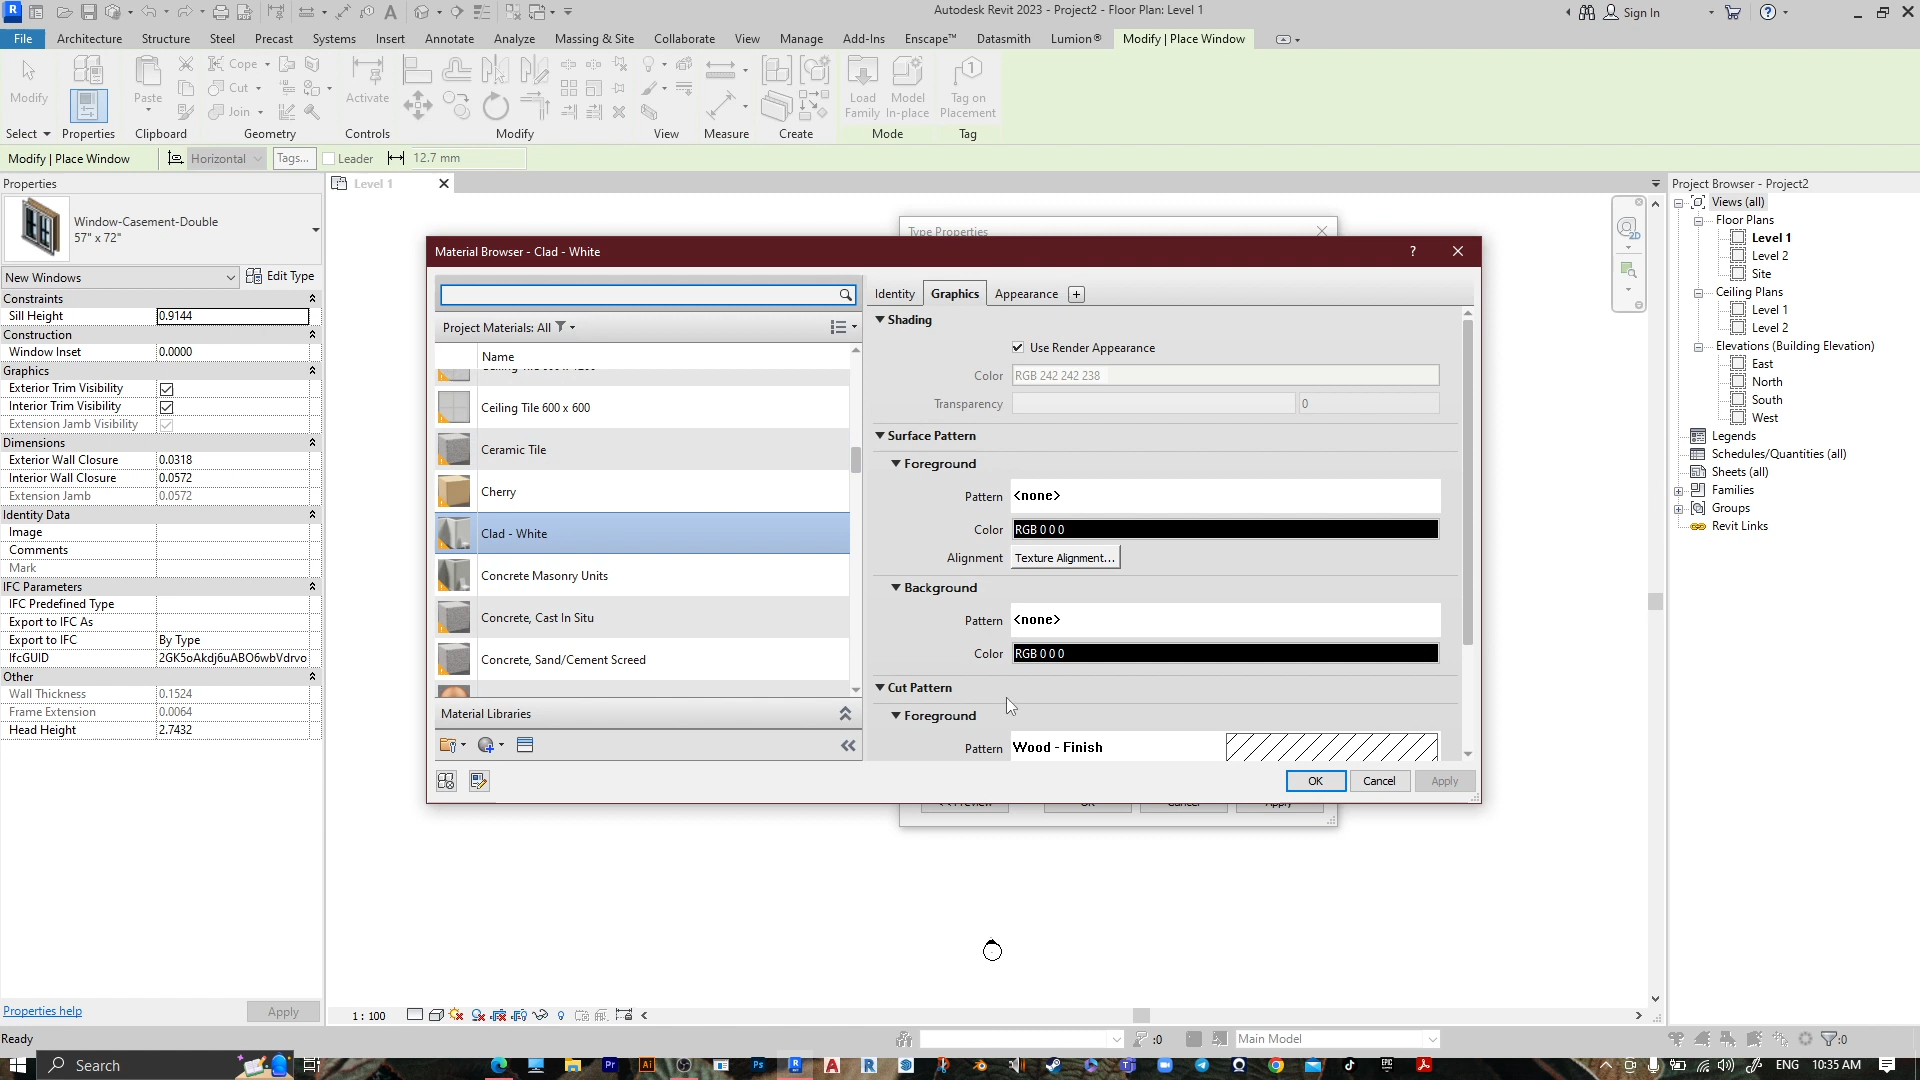 Autodesk Revit 2023 - Project2 - Floor Plan: Level 1
Sign In
File Architecture Structure Steel Precast Systems Insert Annotate Analyze Massing & Site Collaborate View Manage Add-Ins Enscape™ Datasmith Lumion® Modify | Place Window
Modify
Paste
Cope
Cut
Join
Activate
Load Family
Model In-place
Tag on Placement
Select Properties Clipboard Geometry Controls Modify View Measure Create Mode Tag
Modify | Place Window Horizontal Tags... Leader 12.7 mm
Properties
Window-Casement-Double
57" x 72"
New Windows Edit Type
Constraints
Sill Height 0.9144
Construction
Window Inset 0.0000
Graphics
Exterior Trim Visibility
Interior Trim Visibility
Extension Jamb Visibility
Dimensions
Exterior Wall Closure 0.0318
Interior Wall Closure 0.0572
Extension Jamb 0.0572
Identity Data
Image
Comments
Mark
IFC Parameters
IFC Predefined Type
Export to IFC As
Export to IFC By Type
IfcGUID 2GK5oAkdj6uABO6wbVdrvo
Other
Wall Thickness 0.1524
Frame Extension 0.0064
Head Height 2.7432
Properties help Apply
Level 1
Type Properties
Material Browser - Clad - White
?
Project Materials: All
Name
Ceiling Tile 600 x 600
Ceramic Tile
Cherry
Clad - White
Concrete Masonry Units
Concrete, Cast In Situ
Concrete, Sand/Cement Screed
Material Libraries
Identity Graphics Appearance
Shading
Use Render Appearance
Color RGB 242 242 238
Transparency 0
Surface Pattern
Foreground
Pattern <none>
Color RGB 0 0 0
Alignment Texture Alignment...
Background
Pattern <none>
Color RGB 0 0 0
Cut Pattern
Foreground
Pattern Wood - Finish
OK Cancel Apply
2D
Project Browser - Project2
Views (all)
Floor Plans
Level 1
Level 2
Site
Ceiling Plans
Level 1
Level 2
Elevations (Building Elevation)
East
North
South
West
Legends
Schedules/Quantities (all)
Sheets (all)
Families
Groups
Revit Links
1 : 100
Ready
:0
Main Model
:0
Search
ENG 10:35 AM